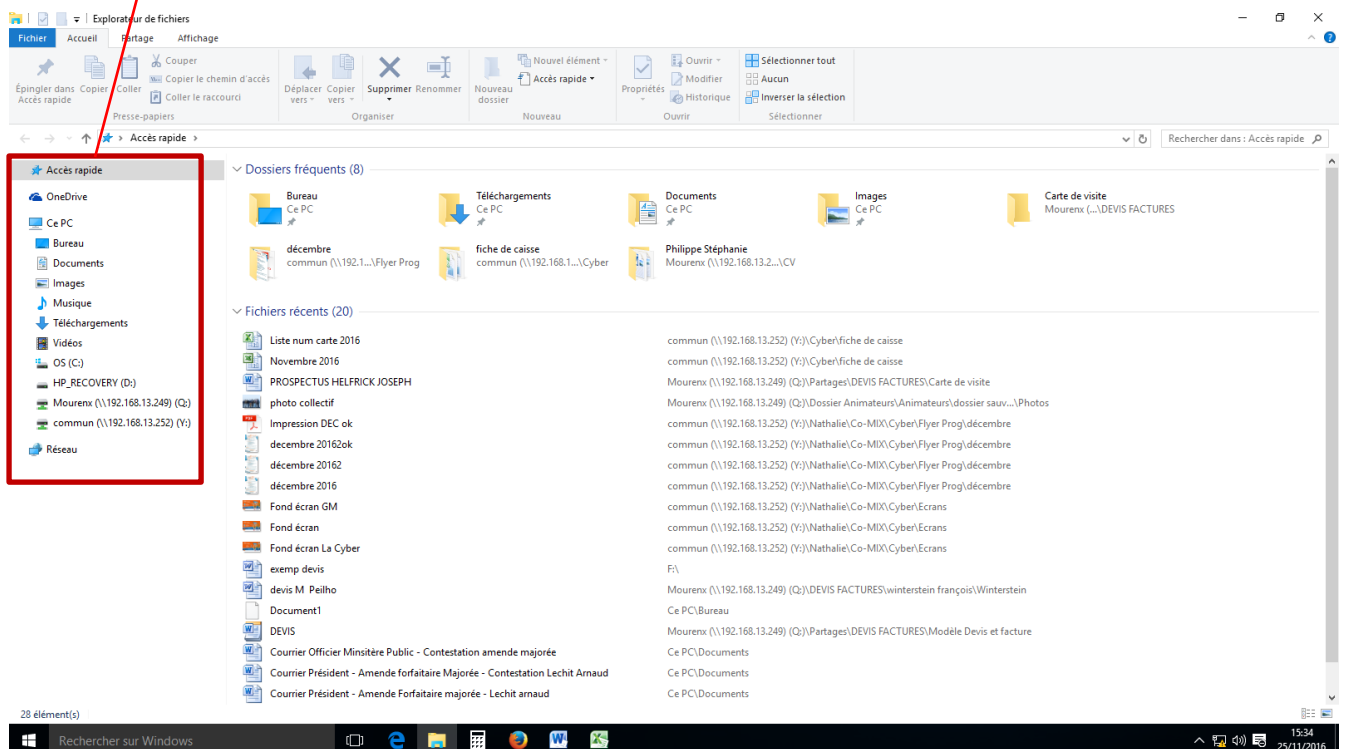 Explorateur de fichiers
Fichier Accueil Partage Affichage
Épingler dans Accès rapide
Copier
Coller
Couper
Copier le chemin d'accès
Coller le raccourci
Presse-papiers
Déplacer vers
Copier vers
Supprimer
Renommer
Organiser
Nouveau dossier
Nouvel élément
Accès rapide
Nouveau
Propriétés
Ouvrir
Modifier
Historique
Ouvrir
Sélectionner tout
Aucun
Inverser la sélection
Sélectionner
Accès rapide
Rechercher dans : Accès rapide
Accès rapide
OneDrive
Ce PC
Bureau
Documents
Images
Musique
Téléchargements
Vidéos
OS (C:)
HP_RECOVERY (D:)
Mourenx (\\192.168.13.249) (Q:)
commun (\\192.168.13.252) (Y:)
Réseau
Dossiers fréquents (8)
Bureau
Ce PC
Téléchargements
Ce PC
Documents
Ce PC
Images
Ce PC
Carte de visite
Mourenx (...\DEVIS FACTURES
décembre
commun (\\192.1...\Flyer Prog
fiche de caisse
commun (\\192.168.1...\Cyber
Philippe Stéphanie
Mourenx (\\192.168.13.2...\CV
Fichiers récents (20)
Liste num carte 2016 commun (\\192.168.13.252) (Y:)\Cyber\fiche de caisse
Novembre 2016 commun (\\192.168.13.252) (Y:)\Cyber\fiche de caisse
PROSPECTUS HELFRICK JOSEPH Mourenx (\\192.168.13.249) (Q:)\Partages\DEVIS FACTURES\Carte de visite
photo collectif Mourenx (\\192.168.13.249) (Q:)\Dossier Animateurs\Animateurs\dossier sauv...\Photos
Impression DEC ok commun (\\192.168.13.252) (Y:)\Nathalie\Co-MIX\Cyber\Flyer Prog\décembre
decembre 20162ok commun (\\192.168.13.252) (Y:)\Nathalie\Co-MIX\Cyber\Flyer Prog\décembre
décembre 20162 commun (\\192.168.13.252) (Y:)\Nathalie\Co-MIX\Cyber\Flyer Prog\décembre
décembre 2016 commun (\\192.168.13.252) (Y:)\Nathalie\Co-MIX\Cyber\Flyer Prog\décembre
Fond écran GM commun (\\192.168.13.252) (Y:)\Nathalie\Co-MIX\Cyber\Ecrans
Fond écran commun (\\192.168.13.252) (Y:)\Nathalie\Co-MIX\Cyber\Ecrans
Fond écran La Cyber commun (\\192.168.13.252) (Y:)\Nathalie\Co-MIX\Cyber\Ecrans
exemp devis F:\
devis M Peilho Mourenx (\\192.168.13.249) (Q:)\DEVIS FACTURES\winterstein françois\Winterstein
Document1 Ce PC\Bureau
DEVIS Mourenx (\\192.168.13.249) (Q:)\Partages\DEVIS FACTURES\Modèle Devis et facture
Courrier Officier Minsitère Public - Contestation amende majorée Ce PC\Documents
Courrier Président - Amende forfaitaire Majorée - Contestation Lechit Arnaud Ce PC\Documents
Courrier Président - Amende Forfaitaire majorée - Lechit arnaud Ce PC\Documents
28 élément(s)
Rechercher sur Windows
15:34
25/11/2016